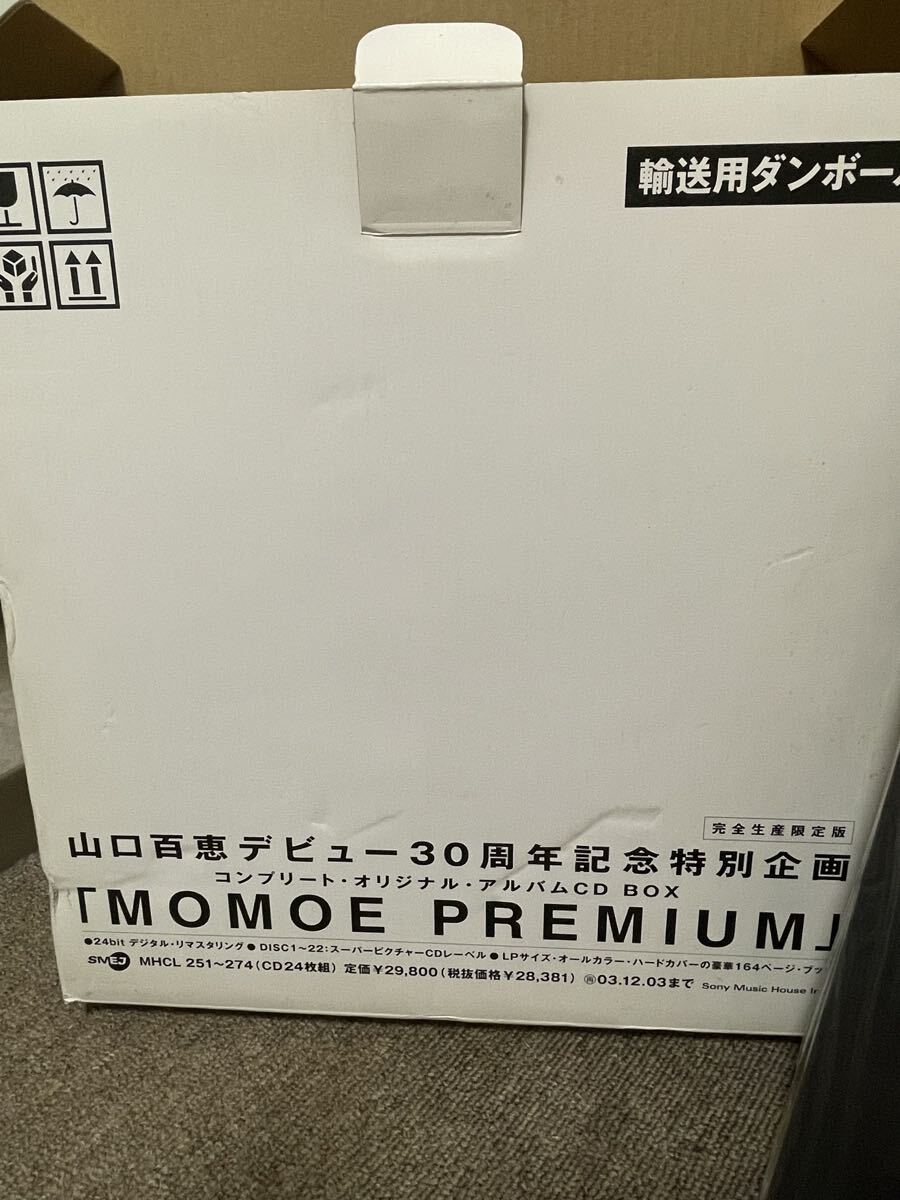 輸送用ダンボー
完全生産限定版
山口百恵デビュー30周年記念特別企画
コンプリート・オリジナル・アルバムCD BOX
「MOMOE PREMIUM」
●24bit デジタル・リマスタリング● DISC1~22:スーパーピクチャーCDレーベル● LPサイズ・オールカラー・ハードカバーの豪華164ページ・ブッ
SMEJ MHCL 251~274(CD24枚組) 定価¥29,800(税抜価格¥28,381) ㊢03.12.03まで Sony Music House In